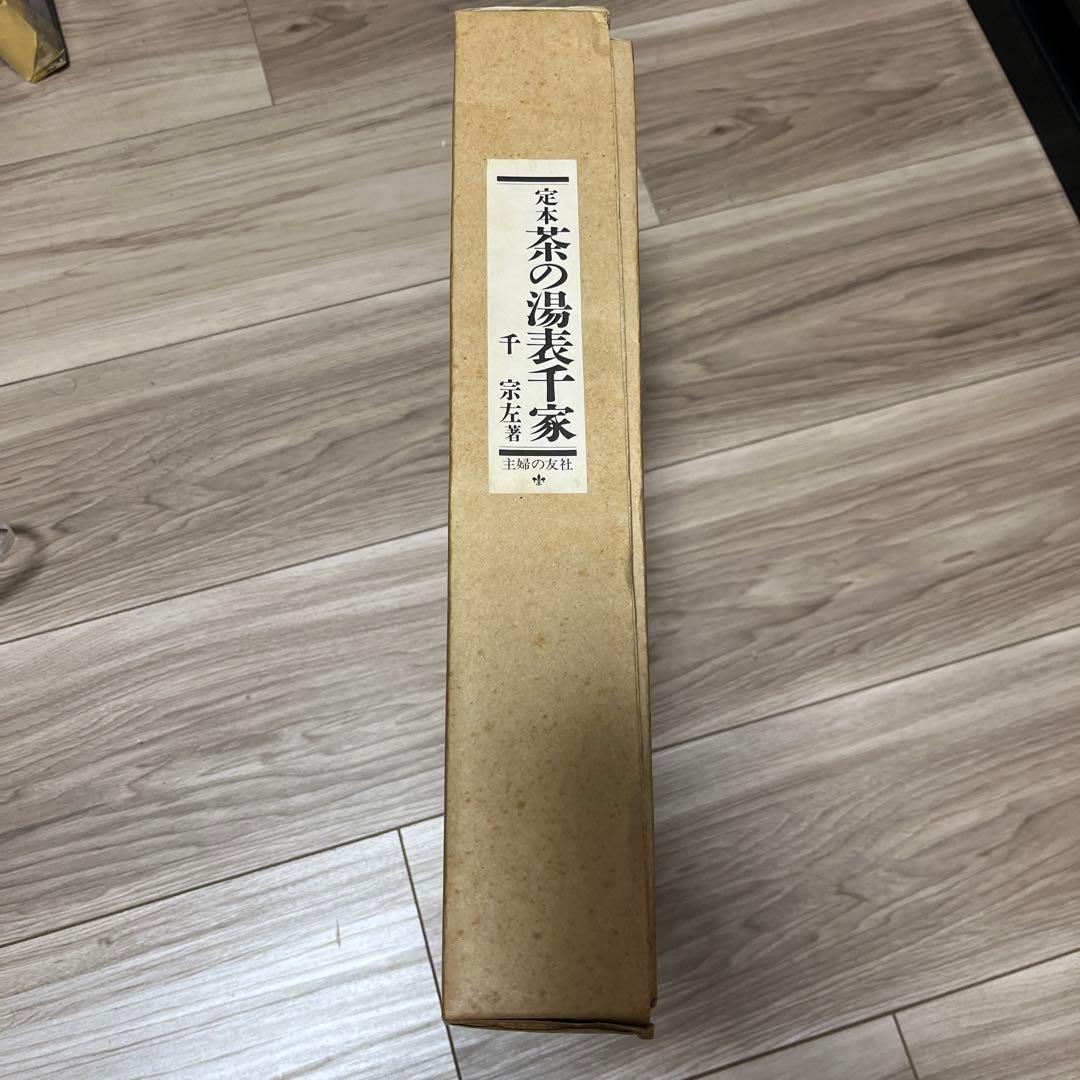 定本 茶の湯表千家
千 宗左著
主婦の友社